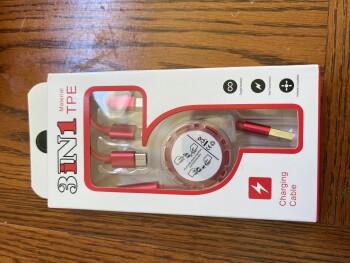 3IN1
Material
TPE
Charging
Cable